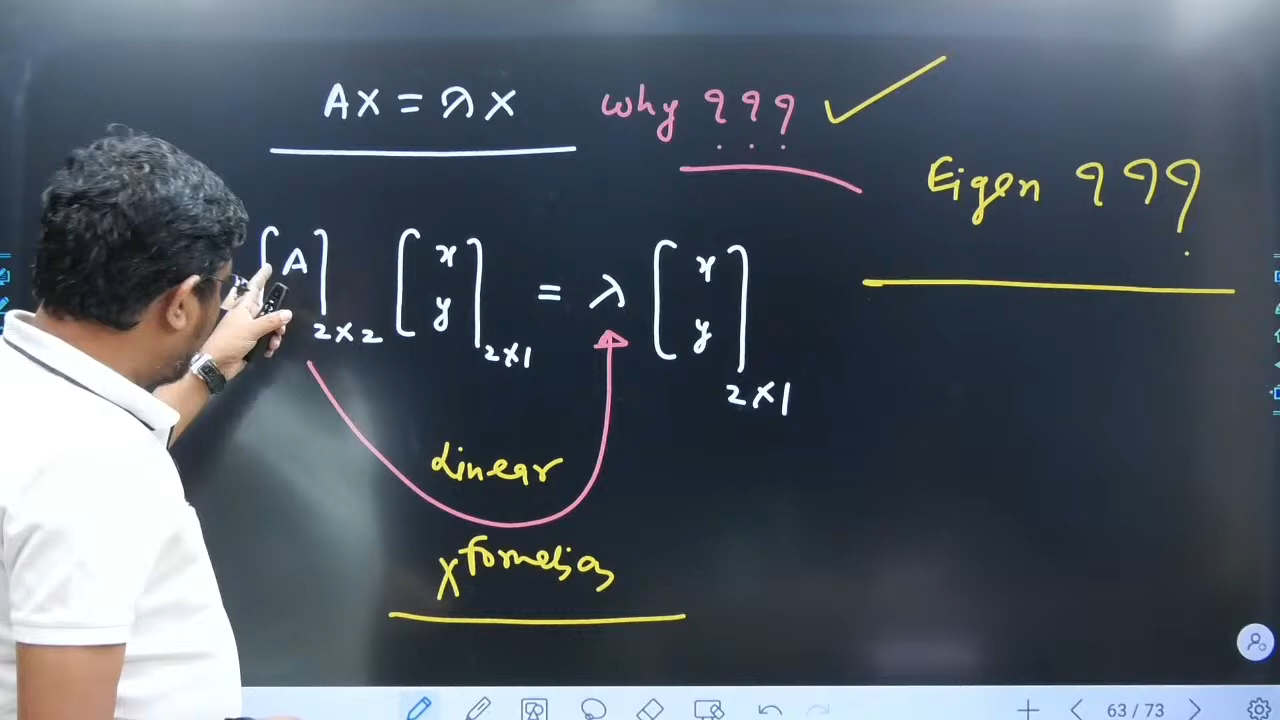 AX = λX why ???
Eigen ???
[A]2×2 [x y]2×1 = λ [x y]2×1
Linear
Xformation
63 / 73